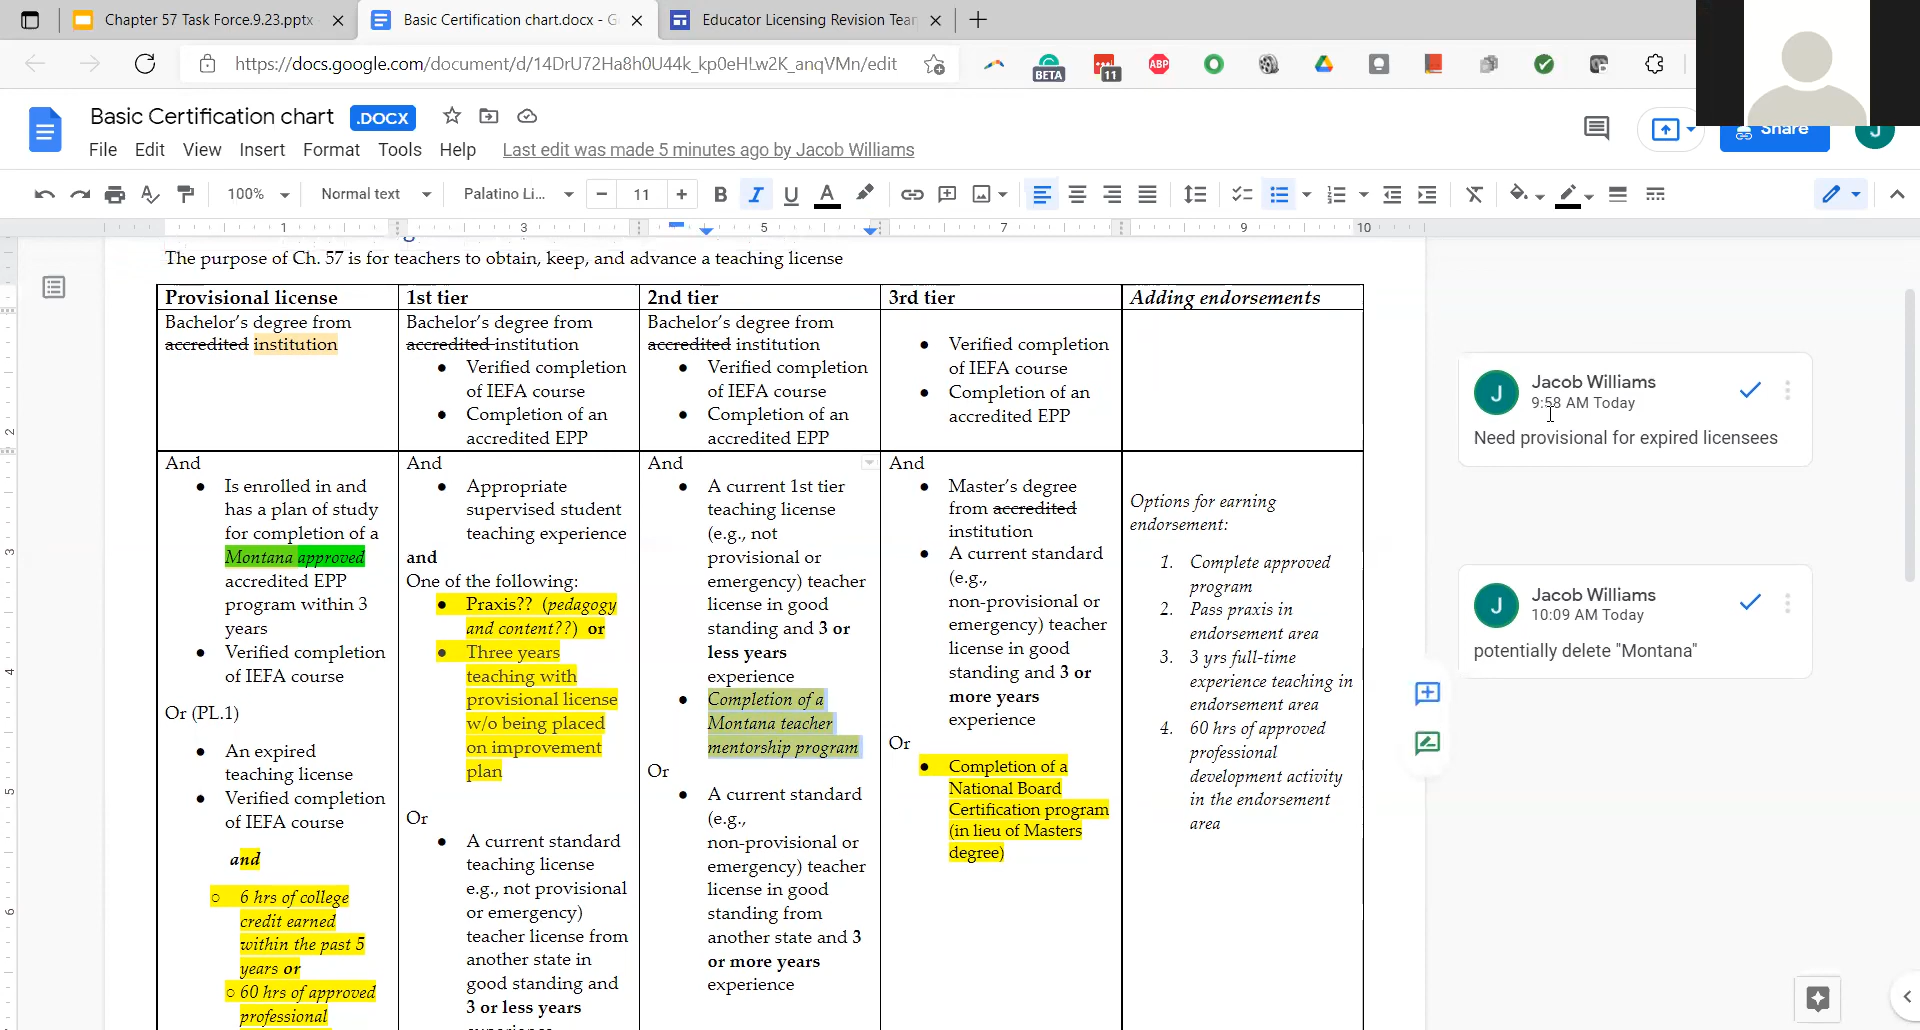 Chapter 57 Task Force.9.23.pptx
Basic Certification chart.docx - G
Educator Licensing Revision Tear
https://docs.google.com/document/d/14DrU72Ha8h0U44k_kp0eHLw2K_anqVMn/edit
BETA
11
ABP
Basic Certification chart
.DOCX
Share
J
File Edit View Insert Format Tools Help
Last edit was made 5 minutes ago by Jacob Williams
100%
Normal text
Palatino Li...
11
B I U A
1 3 5 7 9 10
2
3
4
5
6
The purpose of Ch. 57 is for teachers to obtain, keep, and advance a teaching license
Provisional license
1st tier
2nd tier
3rd tier
Adding endorsements
Bachelor's degree from
accredited institution
Bachelor's degree from
accredited institution
● Verified completion
of IEFA course
● Completion of an
accredited EPP
Bachelor's degree from
accredited institution
● Verified completion
of IEFA course
● Completion of an
accredited EPP
● Verified completion
of IEFA course
● Completion of an
accredited EPP
And
● Is enrolled in and
has a plan of study
for completion of a
Montana approved
accredited EPP
program within 3
years
● Verified completion
of IEFA course
Or (PL.1)
● An expired
teaching license
● Verified completion
of IEFA course
and
○ 6 hrs of college
credit earned
within the past 5
years or
○ 60 hrs of approved
professional
And
● Appropriate
supervised student
teaching experience
and
One of the following:
● Praxis?? (pedagogy
and content??) or
● Three years
teaching with
provisional license
w/o being placed
on improvement
plan
Or
● A current standard
teaching license
e.g., not provisional
or emergency)
teacher license from
another state in
good standing and
3 or less years
experience
And
● A current 1st tier
teaching license
(e.g., not
provisional or
emergency) teacher
license in good
standing and 3 or
less years
experience
● Completion of a
Montana teacher
mentorship program
Or
● A current standard
(e.g.,
non-provisional or
emergency) teacher
license in good
standing from
another state and 3
or more years
experience
And
● Master's degree
from accredited
institution
● A current standard
(e.g.,
non-provisional or
emergency) teacher
license in good
standing and 3 or
more years
experience
Or
● Completion of a
National Board
Certification program
(in lieu of Masters
degree)
Options for earning
endorsement:
1. Complete approved
program
2. Pass praxis in
endorsement area
3. 3 yrs full-time
experience teaching in
endorsement area
4. 60 hrs of approved
professional
development activity
in the endorsement
area
J
Jacob Williams
9:58 AM Today
Need provisional for expired licensees
J
Jacob Williams
10:09 AM Today
potentially delete "Montana"